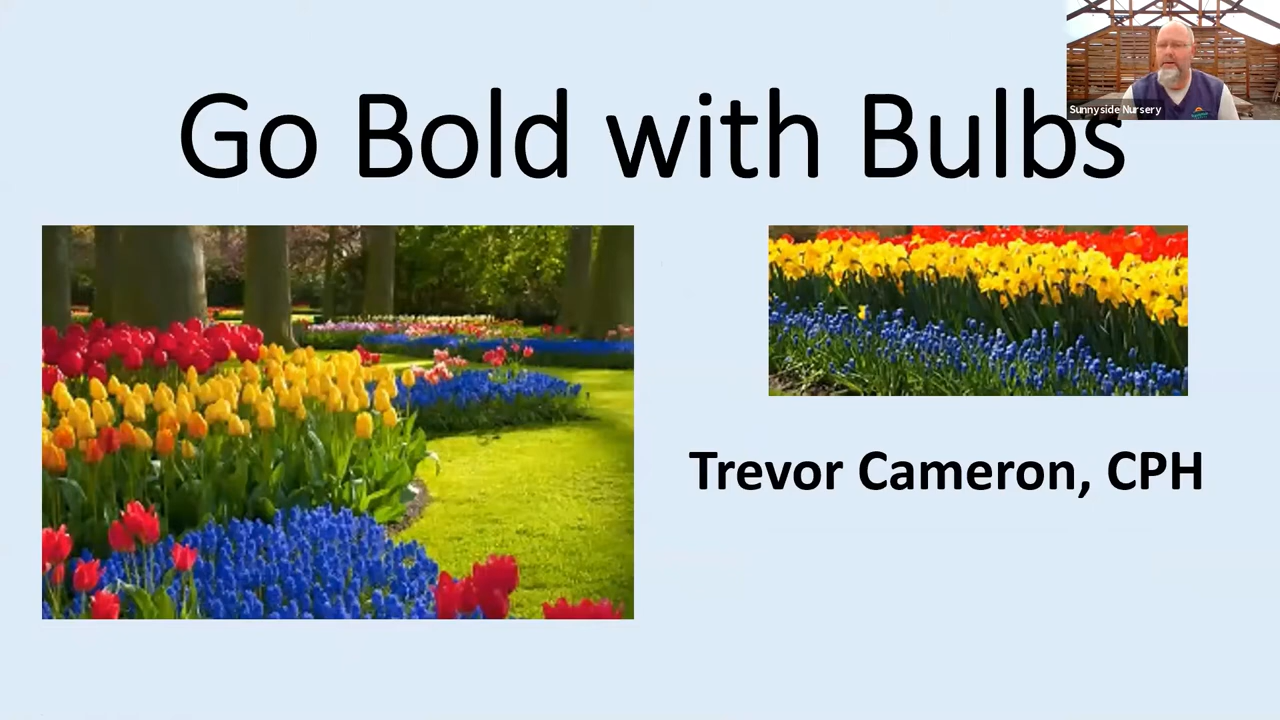 Go Bold with Bulbs
Sunnyside Nursery
Trevor Cameron, CPH